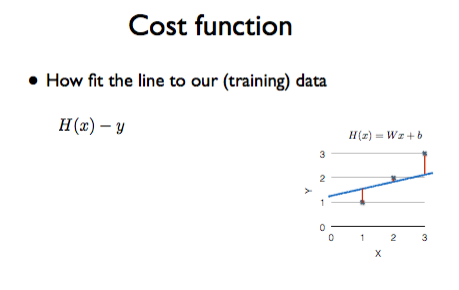 Cost function
• How fit the line to our (training) data
H(x) − y
H(x) = Wx + b
3
2
1
0
Y
0 1 2 3
X